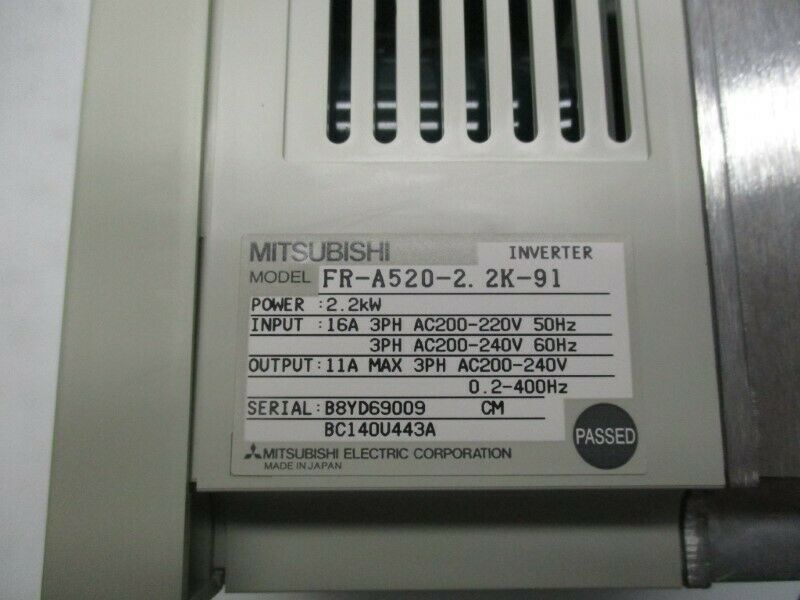 MITSUBISHI INVERTER
MODEL FR-A520-2.2K-91
POWER :2.2kW
INPUT :16A 3PH AC200-220V 50Hz
3PH AC200-240V 60Hz
OUTPUT:11A MAX 3PH AC200-240V
0.2-400Hz
SERIAL:B8YD69009 CM
BC140U443A
PASSED
MITSUBISHI ELECTRIC CORPORATION
MADE IN JAPAN